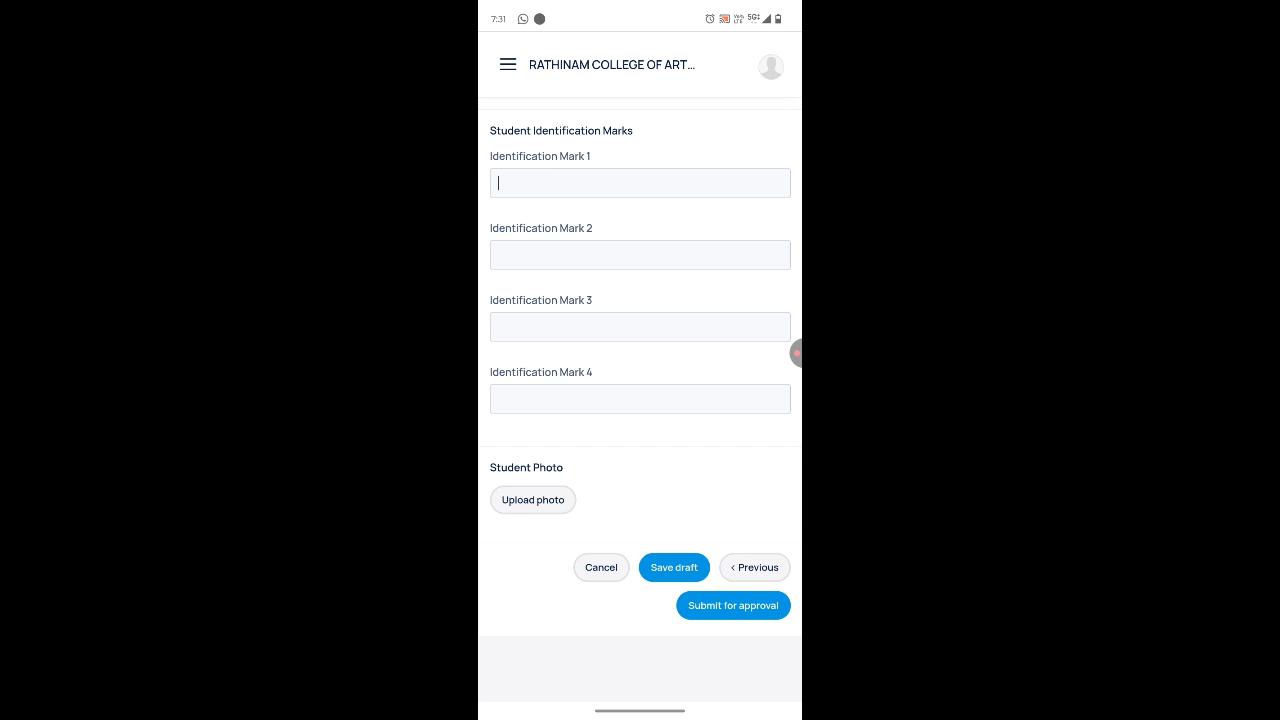 7:31
5G
RATHINAM COLLEGE OF ART...
Student Identification Marks
Identification Mark 1
Identification Mark 2
Identification Mark 3
Identification Mark 4
Student Photo
Upload photo
Cancel
Save draft
‹ Previous
Submit for approval